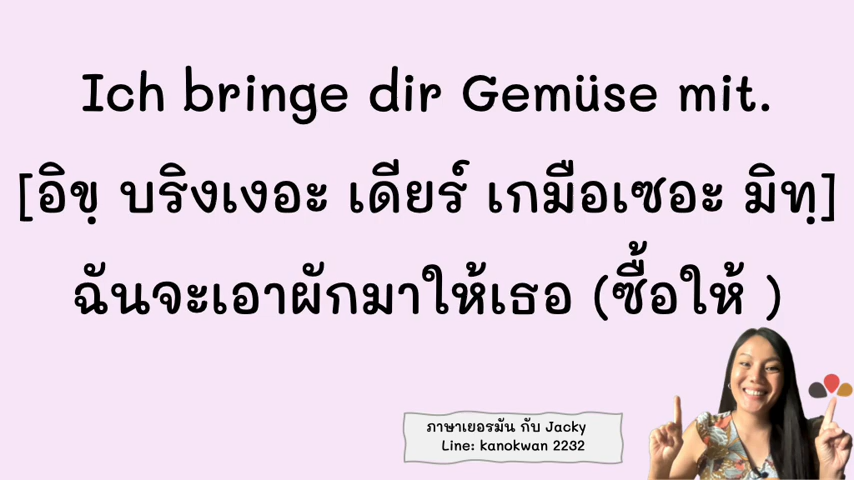 Ich bringe dir Gemüse mit.
[อิขฺ บริงเงอะ เดียร์ เกมือเซอะ มิทฺ]
ฉันจะเอาผักมาให้เธอ (ซื้อให้ )
ภาษาเยอรมัน กับ Jacky
Line: kanokwan 2232